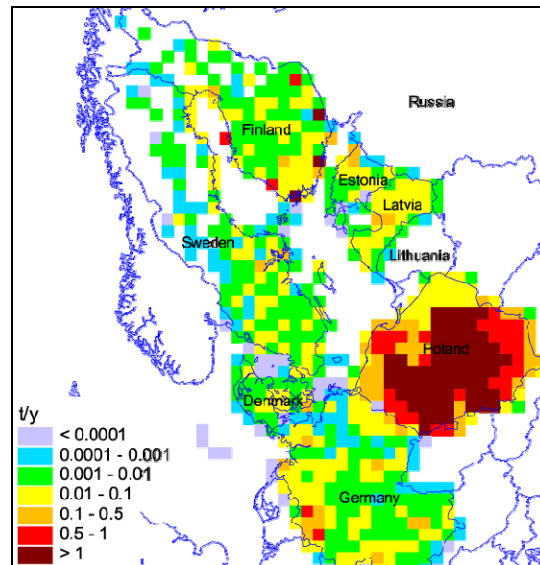 Russia
Finland
Estonia
Latvia
Sweden
Lithuania
Holand
Denmark
Germany
t/y
< 0.0001
0.0001 - 0.001
0.001 - 0.01
0.01 - 0.1
0.1 - 0.5
0.5 - 1
> 1